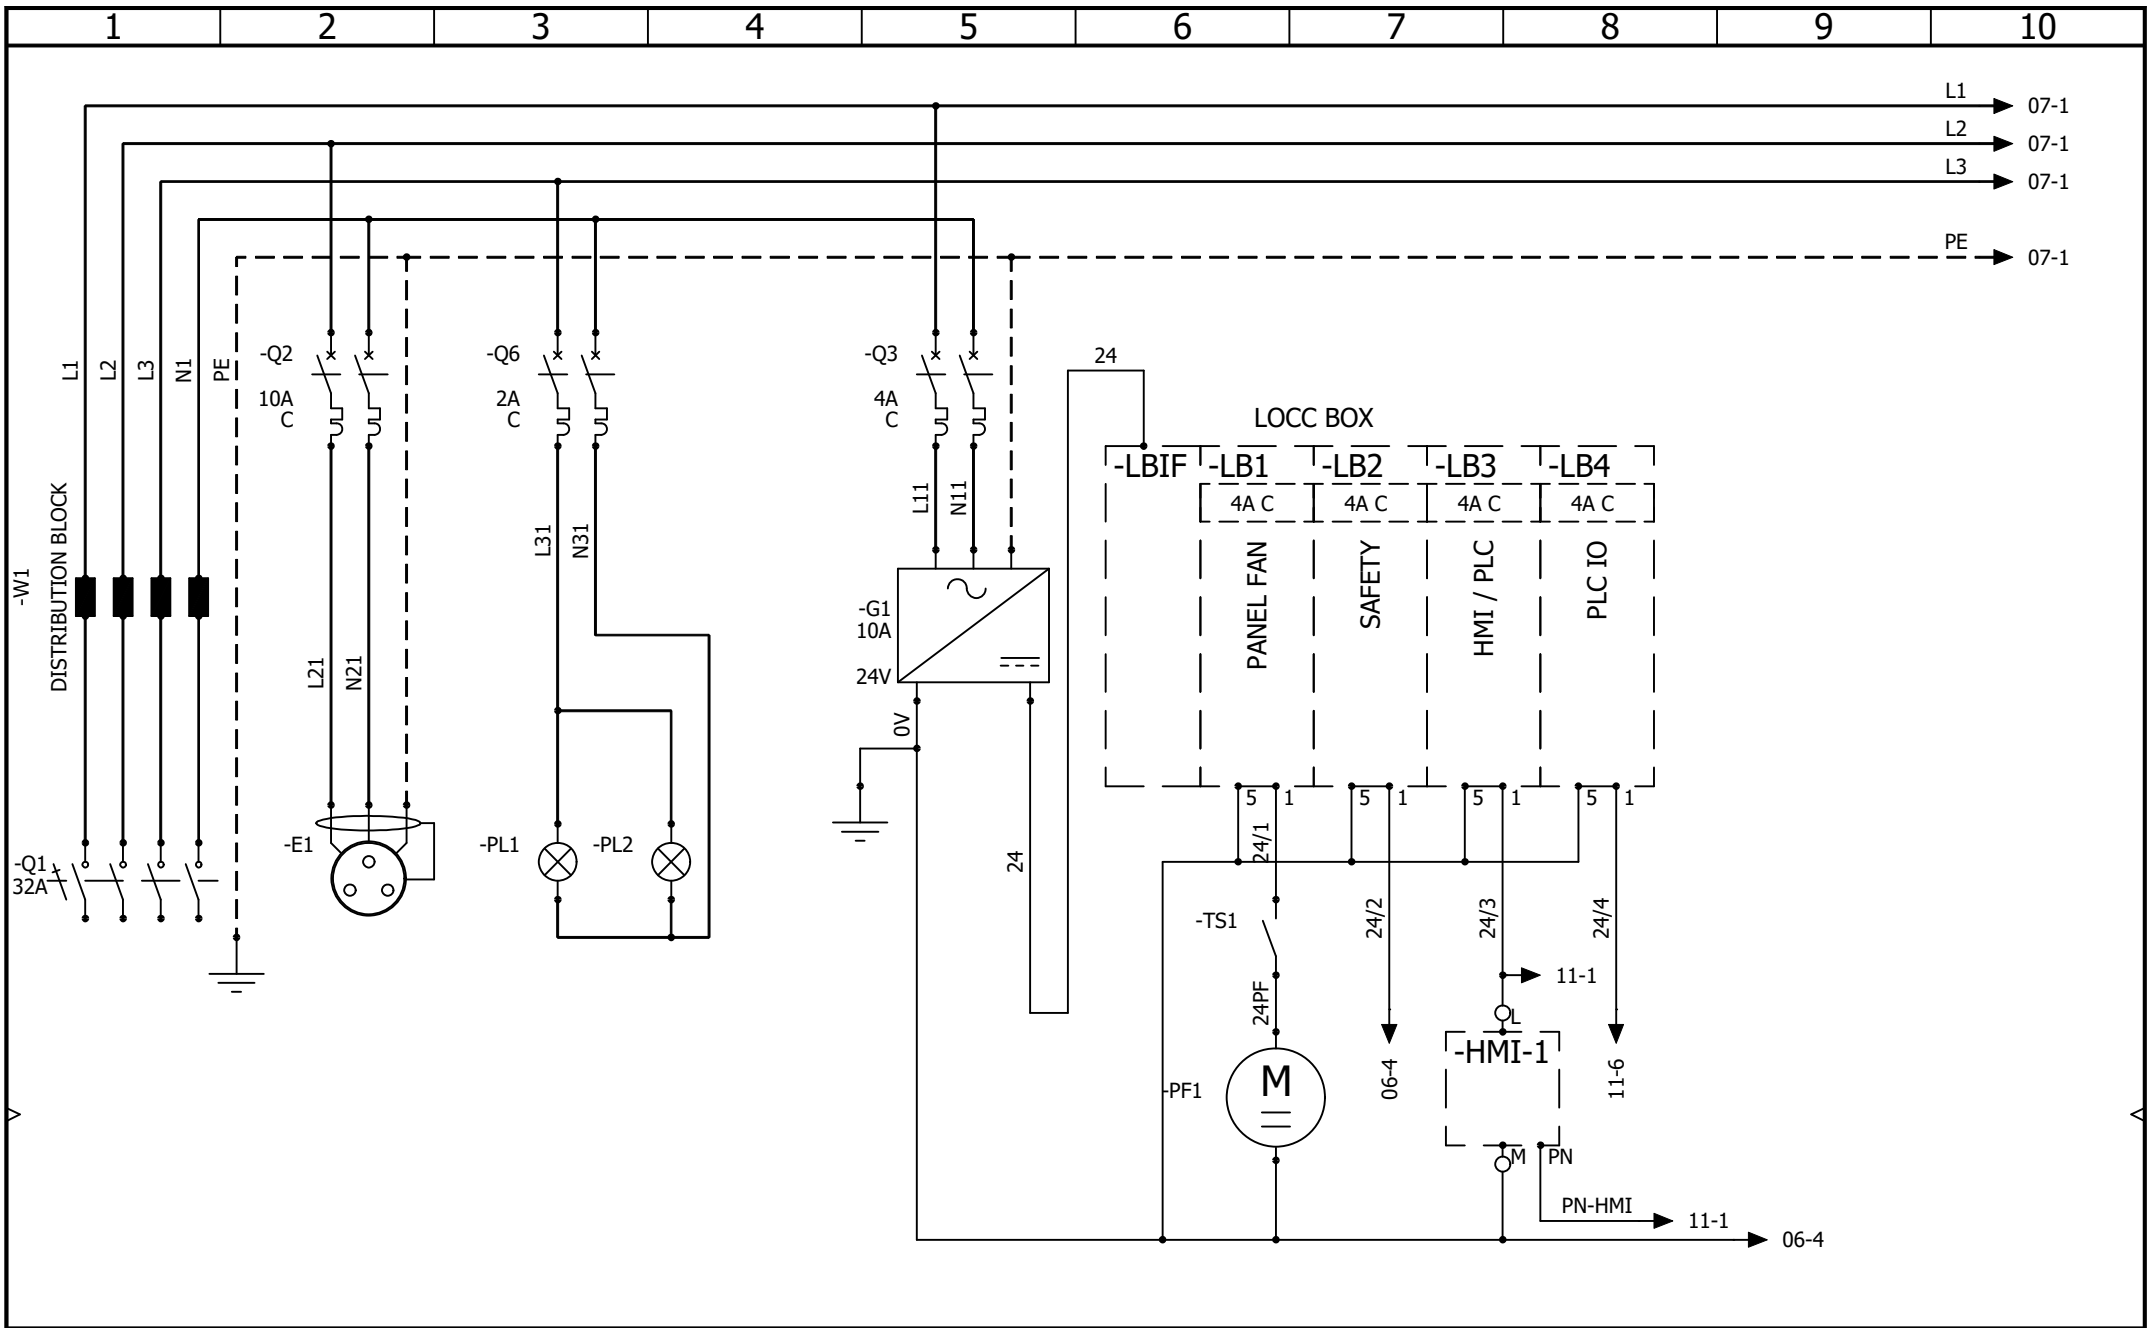 1 2 3 4 5 6 7 8 9 10
L1 07-1
L2 07-1
L3 07-1
PE 07-1
L1
L2
L3
N1
PE
-Q2
10A
C
-Q6
2A
C
-Q3
4A
C
24
LOCC BOX
-LBIF -LB1 -LB2 -LB3 -LB4
4A C 4A C 4A C 4A C
PANEL FAN
SAFETY
HMI / PLC
PLC IO
-W1
DISTRIBUTION BLOCK
L11
N11
L31
N31
L21
N21
-G1
10A
24V
0V
24
5 1 5 1 5 1 5 1
-Q1
32A
-E1
-PL1
-PL2
24/1
24/2
24/3
24/4
-TS1
24PF
11-1
L
-HMI-1
-PF1
M
06-4
11-6
M PN
PN-HMI
11-1
06-4